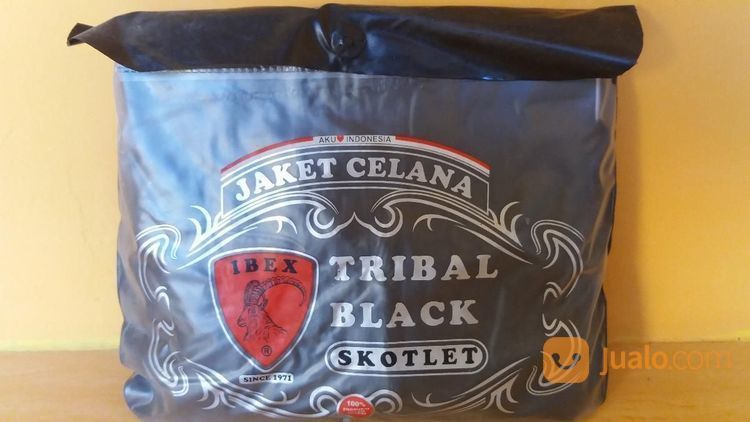 AKU❤INDONESIA
JAKET CELANA
IBEX
®
SINCE 1971
TRIBAL
BLACK
SKOTLET
100%
jualo.com